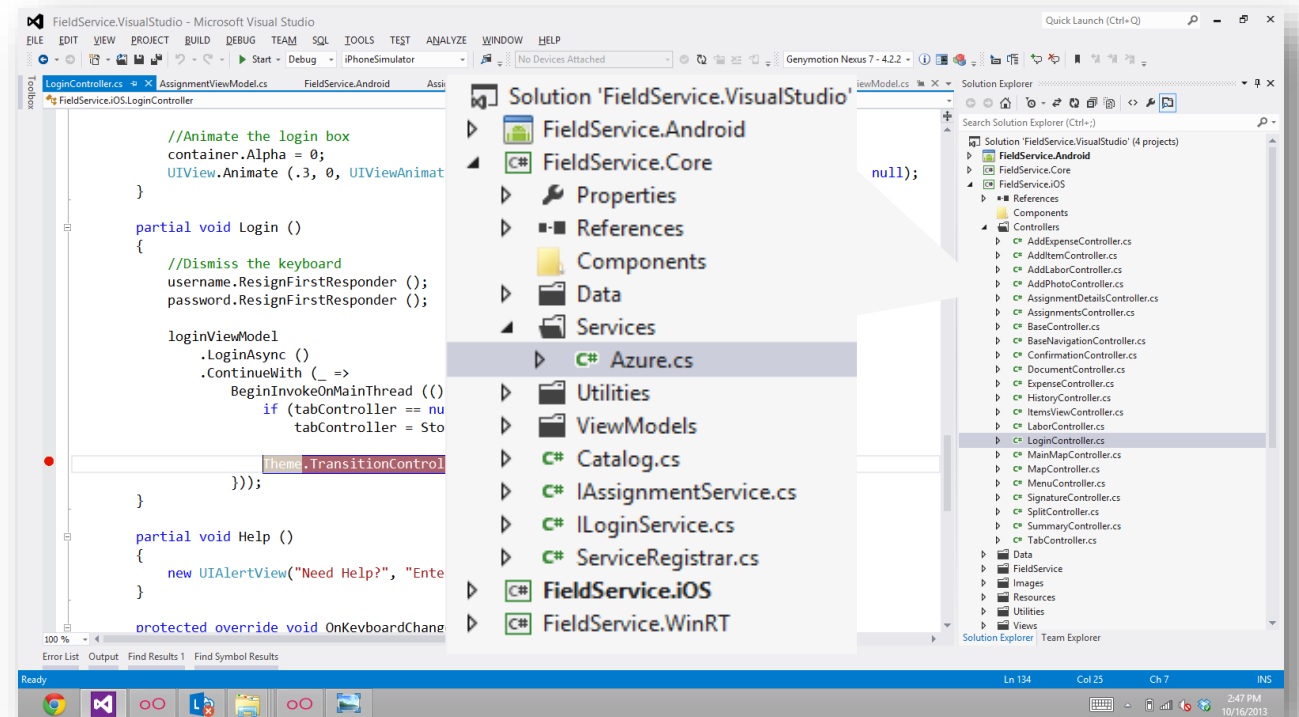 FieldService.VisualStudio - Microsoft Visual Studio
Quick Launch (Ctrl+Q)
FILE EDIT VIEW PROJECT BUILD DEBUG TEAM SQL TOOLS TEST ANALYZE WINDOW HELP
Start Debug iPhoneSimulator No Devices Attached Genymotion Nexus 7 - 4.2.2
Toolbox
LoginController.cs AssignmentViewModel.cs FieldService.Android
iewModel.cs
FieldService.iOS.LoginController
//Animate the login box
container.Alpha = 0;
UIView.Animate (.3, 0, UIViewAnimat
null);
}
partial void Login ()
{
//Dismiss the keyboard
username.ResignFirstResponder ();
password.ResignFirstResponder ();
loginViewModel
.LoginAsync ()
.ContinueWith (_ =>
BeginInvokeOnMainThread (()
if (tabController == nu
tabController = Sto
Theme.TransitionControl
}));
}
partial void Help ()
{
new UIAlertView("Need Help?", "Ente
}
protected override void OnKeyboardChang
100 %
Error List Output Find Results 1 Find Symbol Results
Solution 'FieldService.VisualStudio'
FieldService.Android
C# FieldService.Core
Properties
References
Components
Data
Services
C# Azure.cs
Utilities
ViewModels
C# Catalog.cs
C# IAssignmentService.cs
C# ILoginService.cs
C# ServiceRegistrar.cs
C# FieldService.iOS
C# FieldService.WinRT
Solution Explorer
Search Solution Explorer (Ctrl+;)
Solution 'FieldService.VisualStudio' (4 projects)
FieldService.Android
C# FieldService.Core
C# FieldService.iOS
References
Components
Controllers
C# AddExpenseController.cs
C# AddItemController.cs
C# AddLaborController.cs
C# AddPhotoController.cs
C# AssignmentDetailsController.cs
C# AssignmentsController.cs
C# BaseController.cs
C# BaseNavigationController.cs
C# ConfirmationController.cs
C# DocumentController.cs
C# ExpenseController.cs
C# HistoryController.cs
C# ItemsViewController.cs
C# LaborController.cs
C# LoginController.cs
C# MainMapController.cs
C# MapController.cs
C# MenuController.cs
C# SignatureController.cs
C# SplitController.cs
C# SummaryController.cs
C# TabController.cs
Data
FieldService
Images
Resources
Utilities
Views
Solution Explorer Team Explorer
Ready
Ln 134 Col 25 Ch 7 INS
2:47 PM
10/16/2013